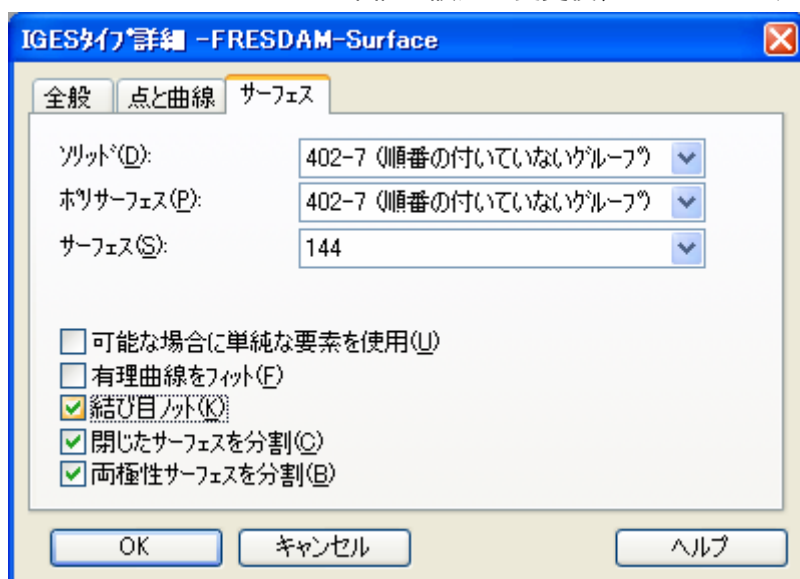 IGESﾀｲﾌﾟ詳細 -FRESDAM-Surface
全般 点と曲線 サーフェス
ｿﾘｯﾄﾞ(D): 402-7 (順番の付いていないｸﾞﾙｰﾌﾟ)
ﾎﾟﾘサーフェス(P): 402-7 (順番の付いていないｸﾞﾙｰﾌﾟ)
サーフェス(S): 144
可能な場合に単純な要素を使用(U)
有理曲線をﾌｨｯﾄ(F)
結び目ﾉｯﾄ(K)
閉じたサーフェスを分割(C)
両極性サーフェスを分割(B)
OK キャンセル ヘルプ